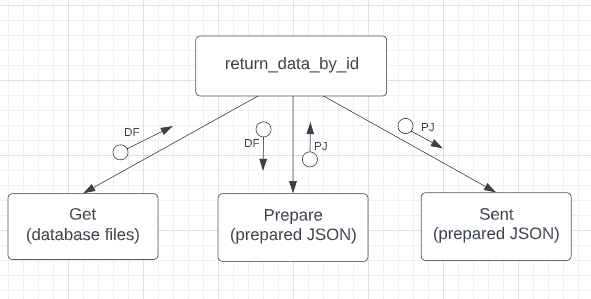 return_data_by_id
DF
DF
PJ
PJ
Get
(database files)
Prepare
(prepared JSON)
Sent
(prepared JSON)